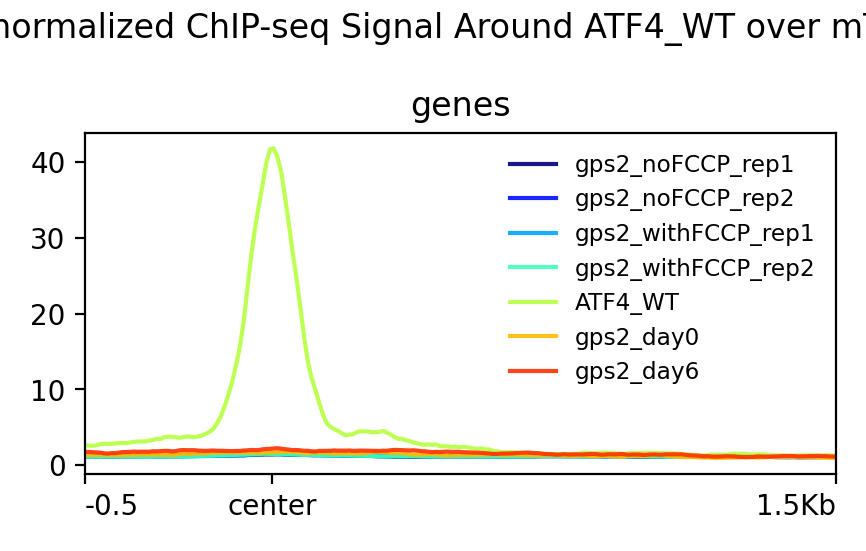 normalized ChIP-seq Signal Around ATF4_WT over
genes
40
30
20
10
0
gps2_noFCCP_rep1
gps2_noFCCP_rep2
gps2_withFCCP_rep1
gps2_withFCCP_rep2
ATF4_WT
gps2_day0
gps2_day6
-0.5
center
1.5Kb